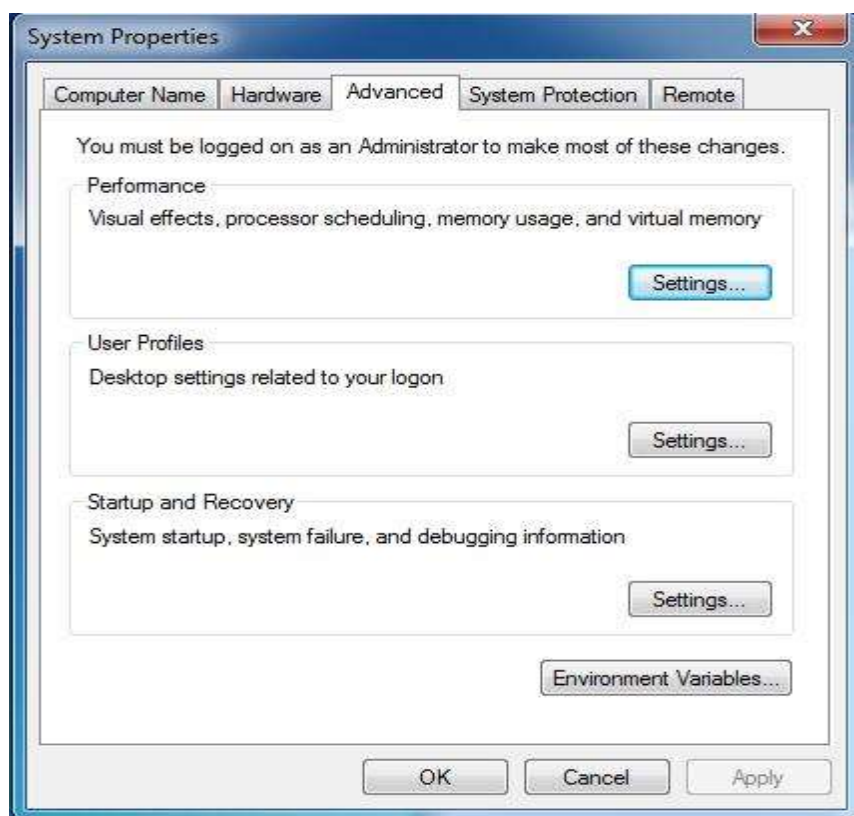 System Properties
Computer Name Hardware Advanced System Protection Remote
You must be logged on as an Administrator to make most of these changes.
Performance
Visual effects, processor scheduling, memory usage, and virtual memory
Settings...
User Profiles
Desktop settings related to your logon
Settings...
Startup and Recovery
System startup, system failure, and debugging information
Settings...
Environment Variables...
OK Cancel Apply